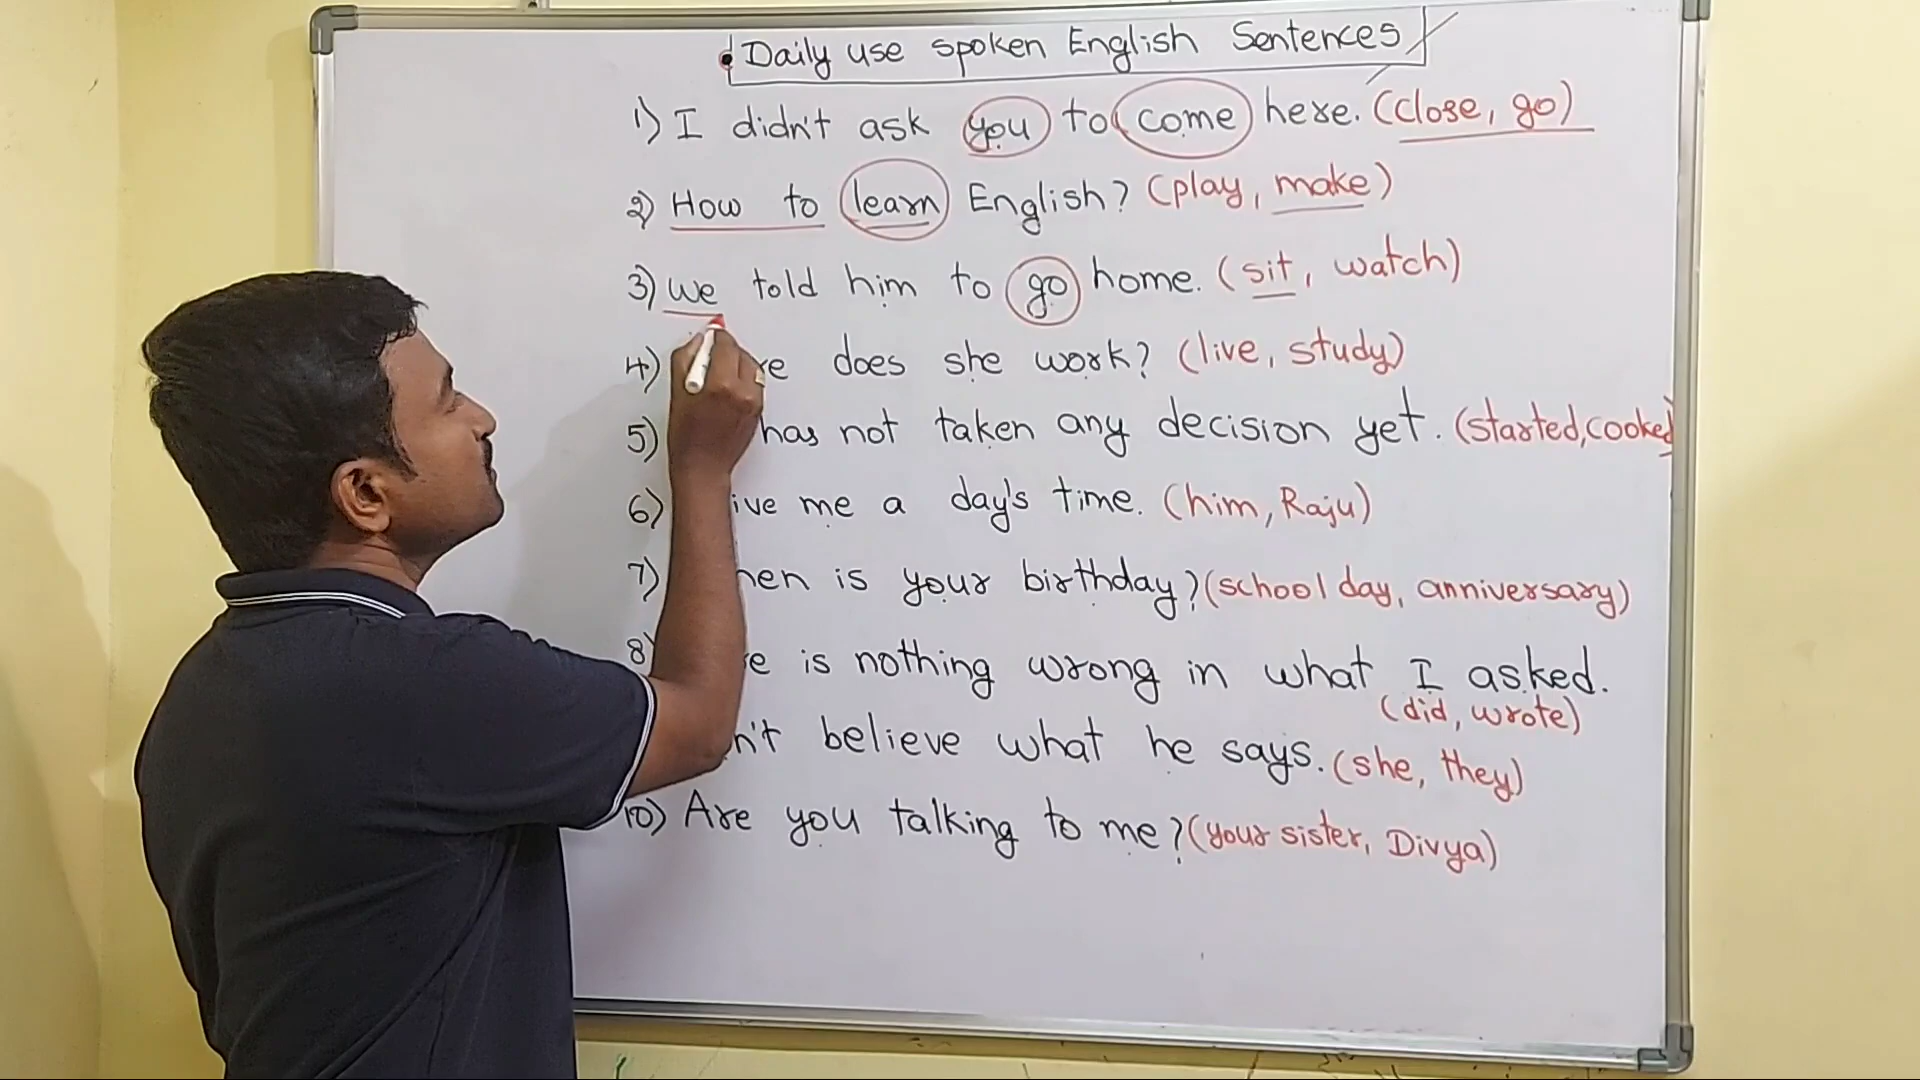 Daily use spoken English Sentences
1) I didn't ask you to come here. (close, go)
2) How to learn English? (play, make)
3) We told him to go home. (sit, watch)
4) does she work? (live, study)
5) has not taken any decision yet. (started, cooked)
6) me a day's time. (him, Raju)
7) is your birthday? (school day, anniversary)
8) is nothing wrong in what I asked.
(did, wrote)
believe what he says. (she, they)
10) Are you talking to me? (your sister, Divya)